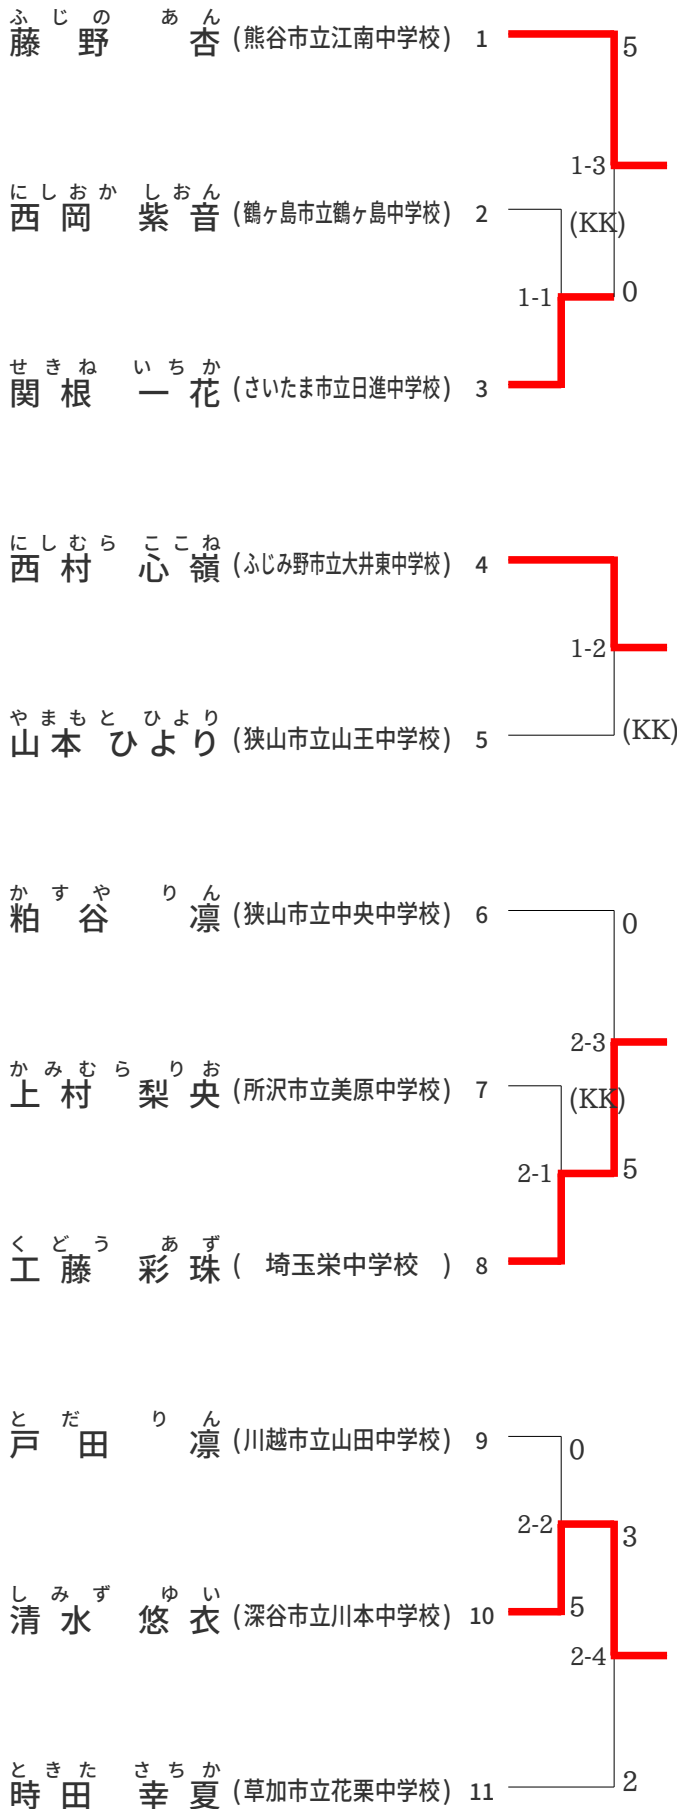 ふじの あん
藤野 杏 (熊谷市立江南中学校) 1
5
1-3
にしおか しおん
西岡 紫音 (鶴ヶ島市立鶴ヶ島中学校) 2
(KK)
1-1
0
せきね いちか
関根 一花 (さいたま市立日進中学校) 3
にしむら ここね
西村 心嶺 (ふじみ野市立大井東中学校) 4
1-2
やまもと ひより
山本 ひより (狭山市立山王中学校) 5
(KK)
かすや りん
粕谷 凛 (狭山市立中央中学校) 6
0
2-3
かみむら りお
上村 梨央 (所沢市立美原中学校) 7
(KK)
2-1
5
くどう あず
工藤 彩珠 ( 埼玉栄中学校 ) 8
とだ りん
戸田 凛 (川越市立山田中学校) 9
0
2-2
3
しみず ゆい
清水 悠衣 (深谷市立川本中学校) 10
5
2-4
ときた さちか
時田 幸夏 (草加市立花栗中学校) 11
2